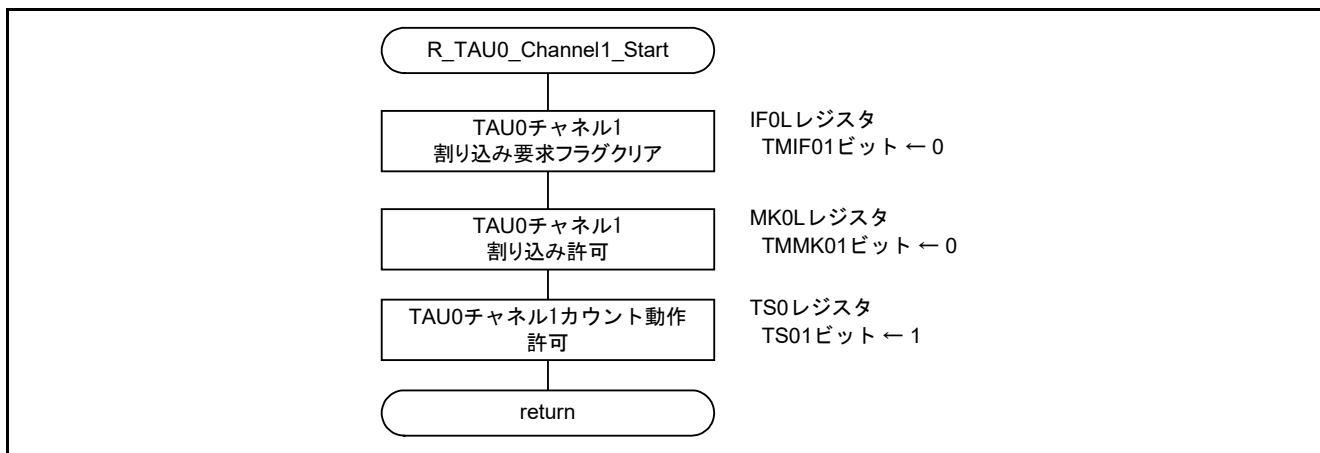 R_TAU0_Channel1_Start
TAU0チャネル1
割り込み要求フラグクリア
IF0Lレジスタ
TMIF01ビット ← 0
TAU0チャネル1
割り込み許可
MK0Lレジスタ
TMMK01ビット ← 0
TAU0チャネル1カウント動作
許可
TS0レジスタ
TS01ビット ← 1
return